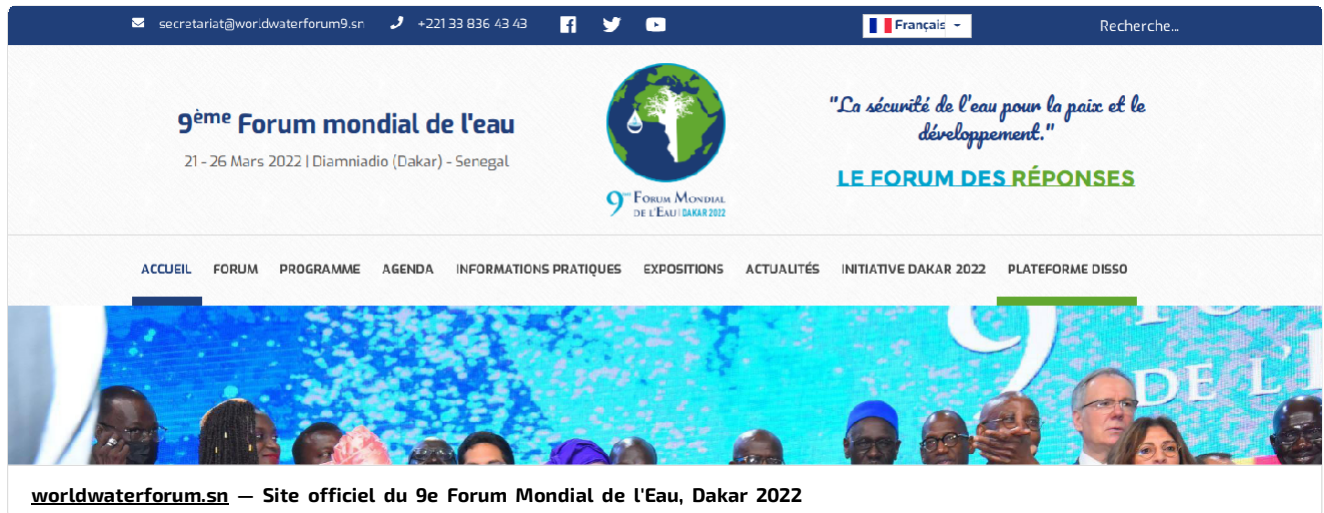 secretariat@worldwaterforum9.sn +221 33 836 43 43 Français Recherche...
9ème Forum mondial de l'eau
21 - 26 Mars 2022 | Diamniadio (Dakar) - Senegal
9ème Forum Mondial
de l'Eau | DAKAR 2022
"La sécurité de l'eau pour la paix et le
développement."
LE FORUM DES RÉPONSES
ACCUEIL FORUM PROGRAMME AGENDA INFORMATIONS PRATIQUES EXPOSITIONS ACTUALITÉS INITIATIVE DAKAR 2022 PLATEFORME DISSO
9
DE L'
worldwaterforum.sn — Site officiel du 9e Forum Mondial de l'Eau, Dakar 2022